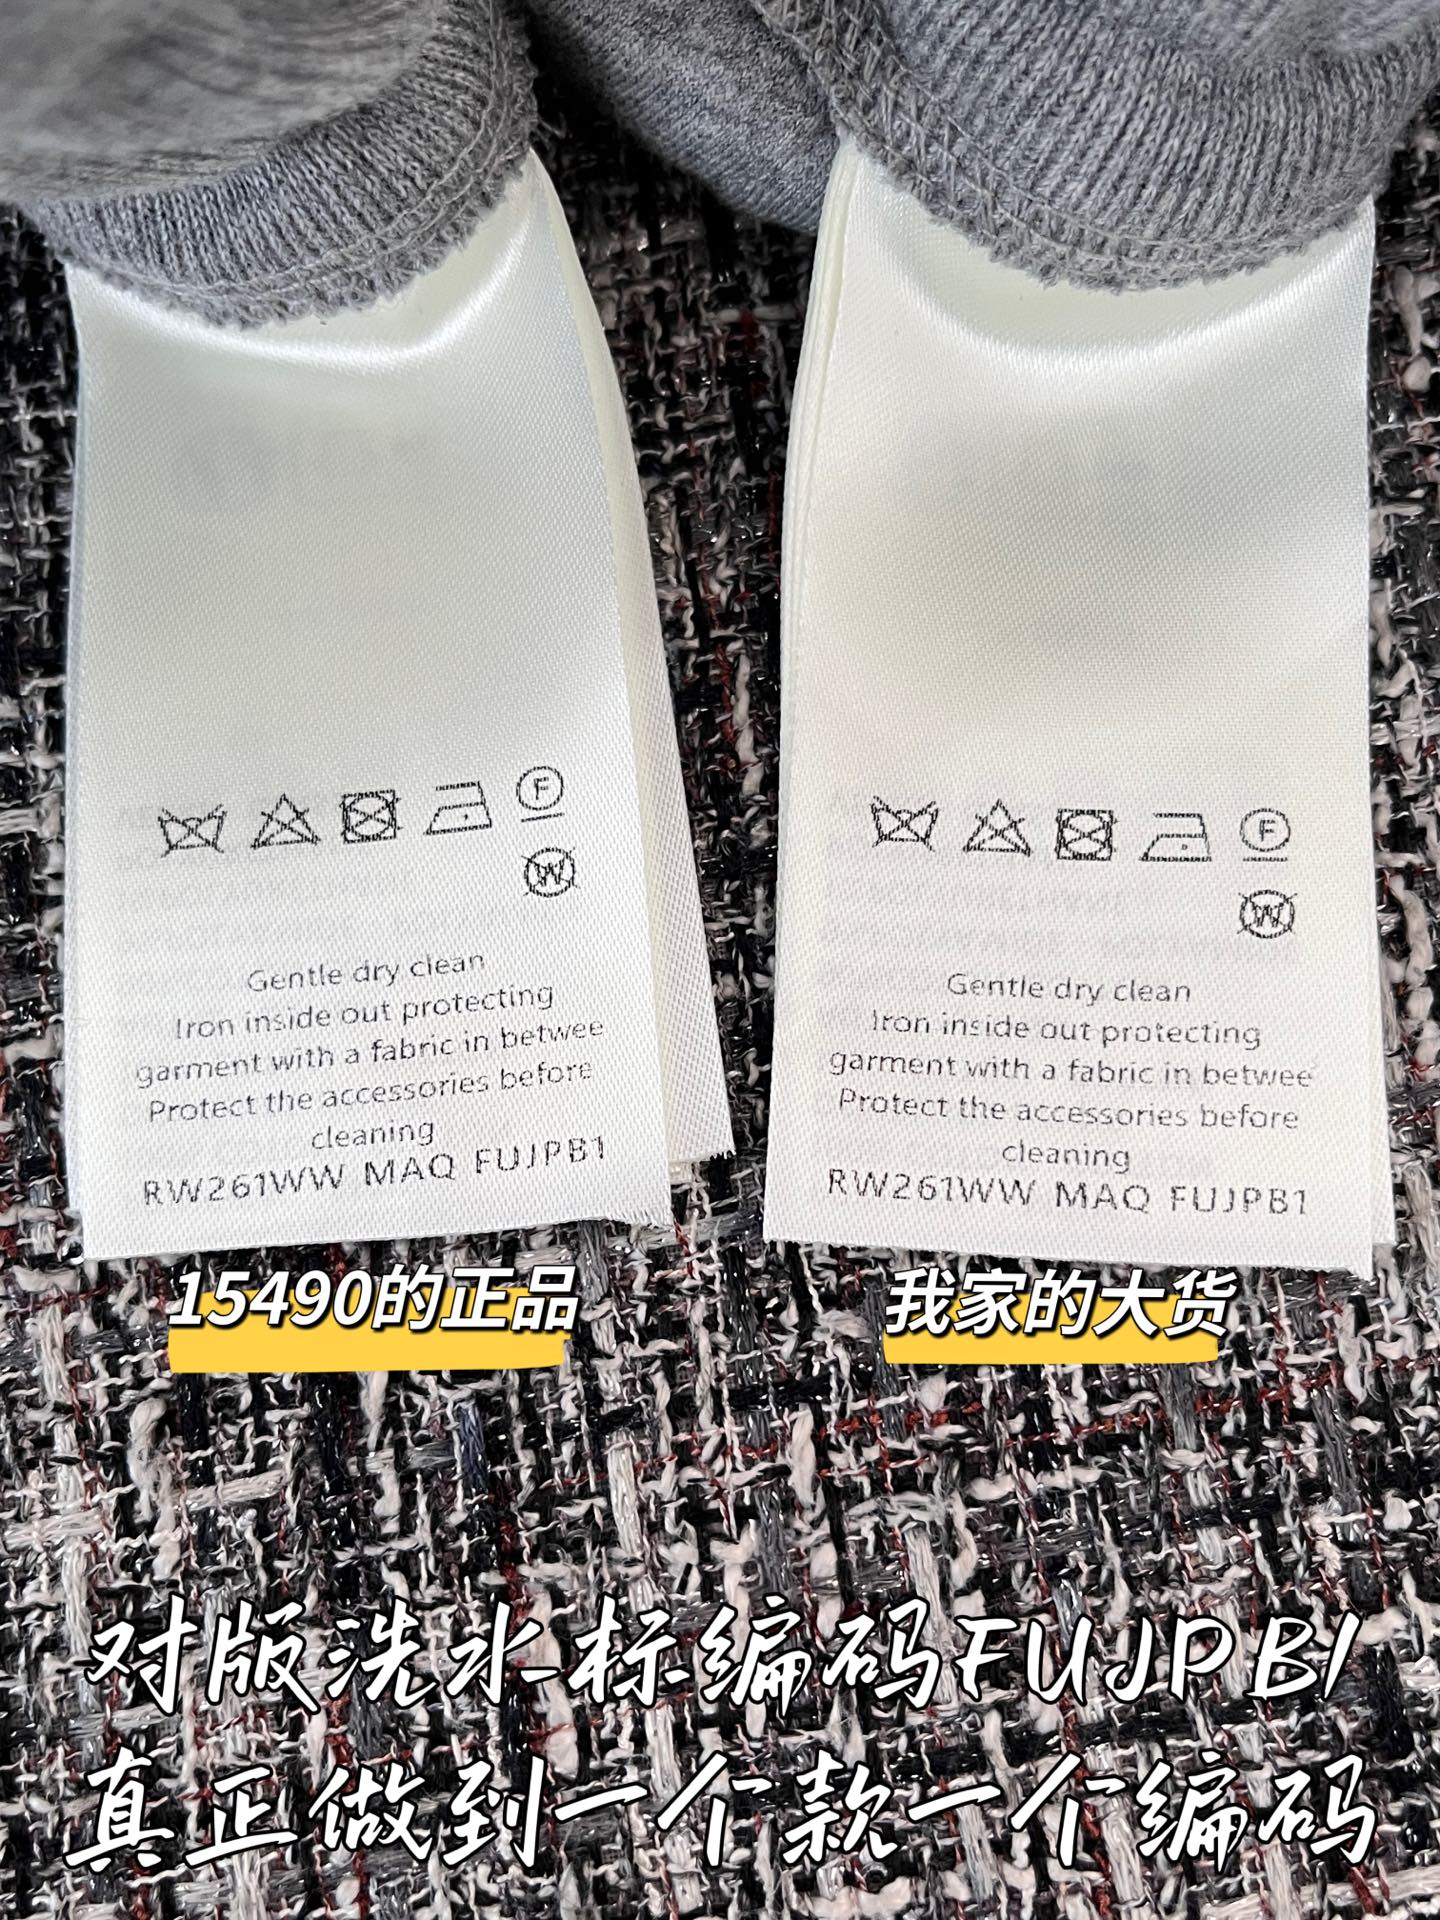 F
W
Gentle dry clean
Iron inside out protecting
garment with a fabric in betwee
Protect the accessories before
cleaning
RW261WW MAQ FUJPB1
F
W
Gentle dry clean
Iron inside out protecting
garment with a fabric in betwee
Protect the accessories before
cleaning
RW261WW MAQ FUJPB1
15490的正品
我家的大货
对版洗水标编码FUJPB1
真正做到一个款一个编码